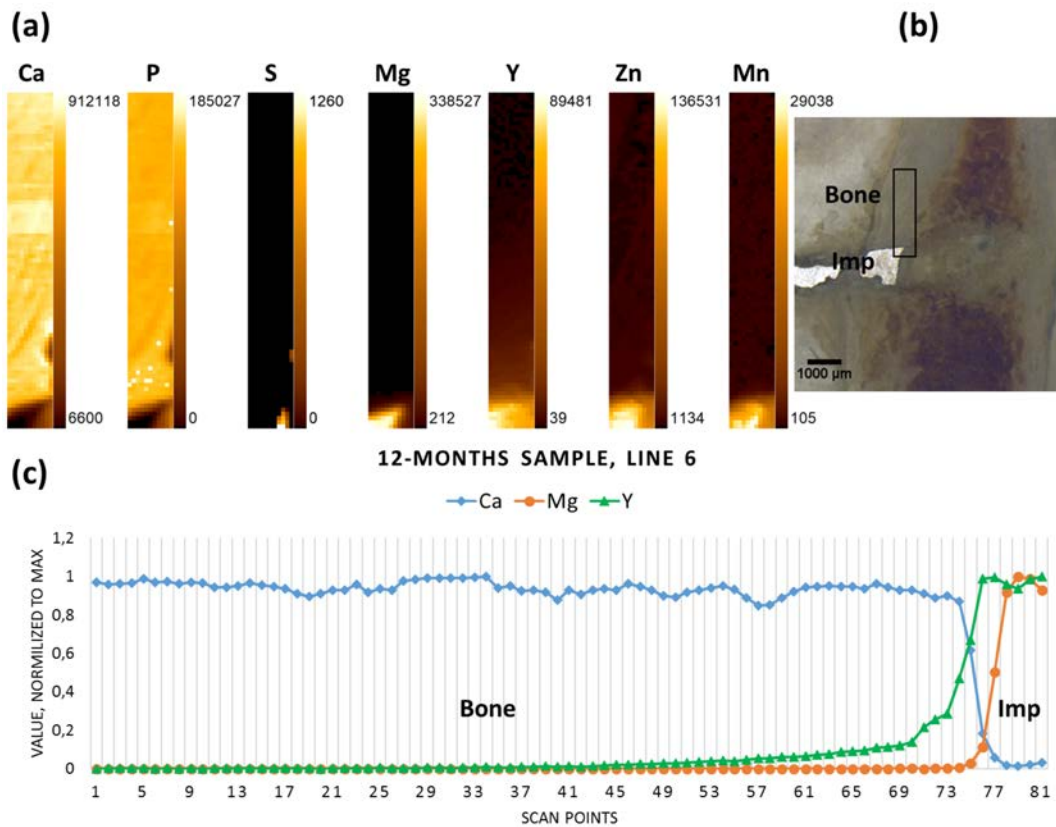 (a)
(b)
Ca P S Mg Y Zn Mn
912118 185027 1260 338527 89481 136531 29038
Bone
Imp
1000 µm
6600 0 0 212 39 1134 105
12-MONTHS SAMPLE, LINE 6
(c)
Ca Mg Y
VALUE, NORMILIZED TO MAX
1,2
1
0,8
0,6
0,4
0,2
0
Bone Imp
1 5 9 13 17 21 25 29 33 37 41 45 49 53 57 61 65 69 73 77 81
SCAN POINTS